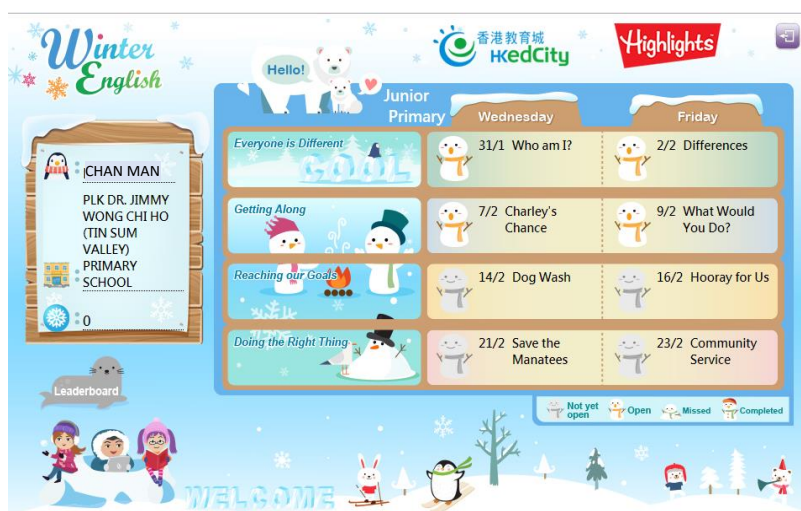 Winter
English
Hello!
香港教育城
HKedCity
Highlights
Junior
Primary
Wednesday
Friday
CHAN MAN
PLK DR. JIMMY
WONG CHI HO
(TIN SUM
VALLEY)
PRIMARY
SCHOOL
0
Leaderboard
Everyone is Different
COOL
31/1 Who am I?
2/2 Differences
Getting Along
7/2 Charley's
Chance
9/2 What Would
You Do?
Reaching our Goals
14/2 Dog Wash
16/2 Hooray for Us
Doing the Right Thing
21/2 Save the
Manatees
23/2 Community
Service
Not yet
open
Open
Missed
Completed
WELCOME